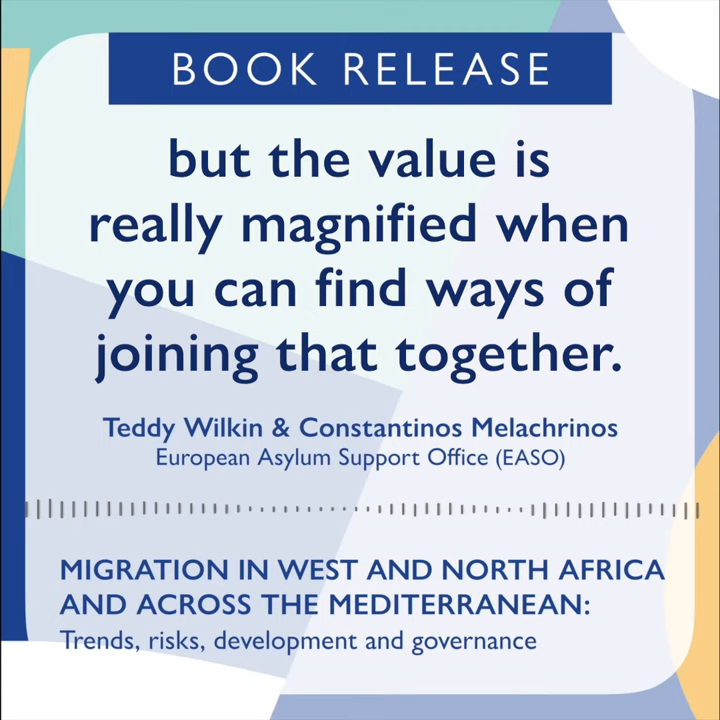 BOOK RELEASE
but the value is
really magnified when
you can find ways of
joining that together.
Teddy Wilkin & Constantinos Melachrinos
European Asylum Support Office (EASO)
MIGRATION IN WEST AND NORTH AFRICA
AND ACROSS THE MEDITERRANEAN:
Trends, risks, development and governance